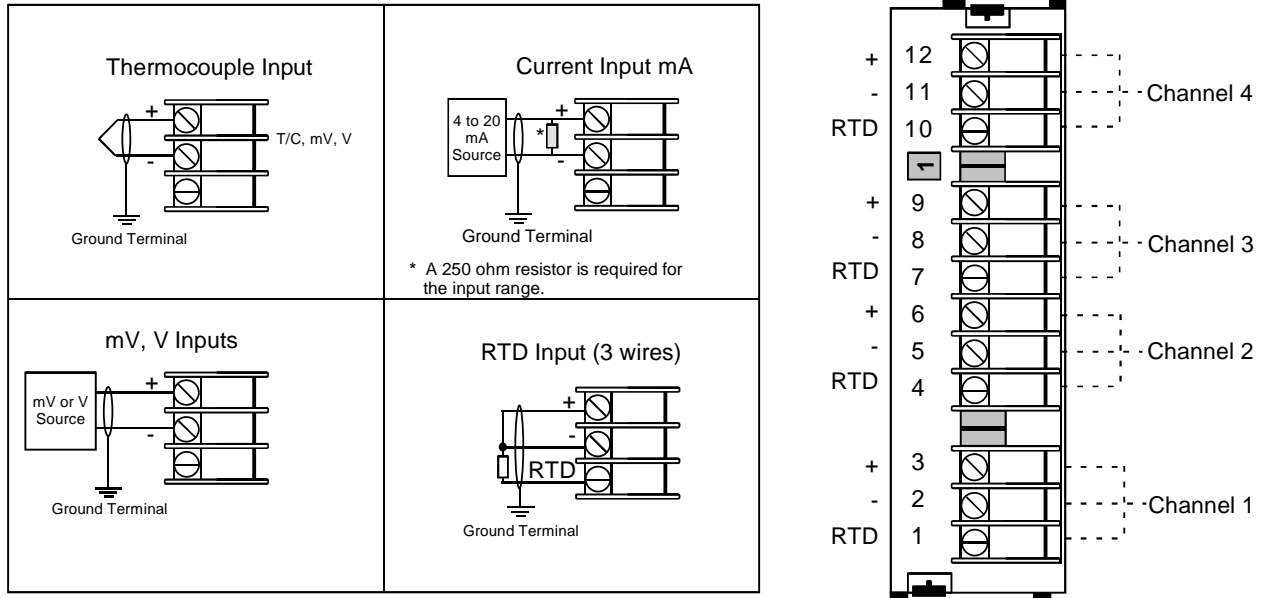 Thermocouple Input
+
-
T/C, mV, V
Ground Terminal
Current Input mA
4 to 20
mA
Source
*
+
-
Ground Terminal
* A 250 ohm resistor is required for
the input range.
mV, V Inputs
mV or V
Source
+
-
Ground Terminal
RTD Input (3 wires)
+
-
RTD
Ground Terminal
+ 12
- 11
RTD 10
Channel 4
1
+ 9
- 8
RTD 7
Channel 3
+ 6
- 5
RTD 4
Channel 2
+ 3
- 2
RTD 1
Channel 1